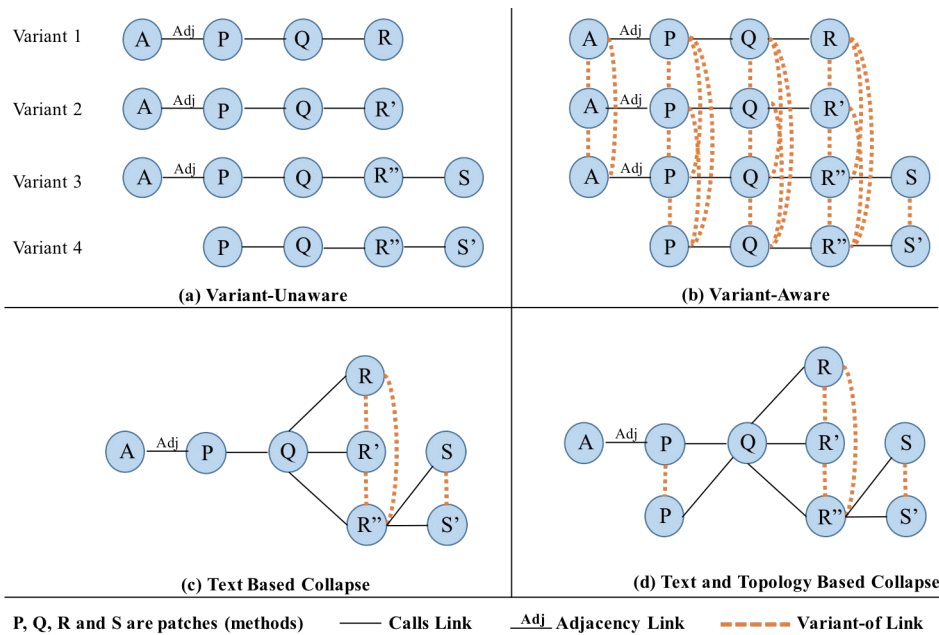 Variant 1 A Adj P Q R A Adj P Q R
Variant 2 A Adj P Q R' A Adj P Q R'
Variant 3 A Adj P Q R” S A Adj P Q R” S
Variant 4 P Q R” S' P Q R” S'
(a) Variant-Unaware
(b) Variant-Aware
R
A Adj P Q R' S
R” S'
(c) Text Based Collapse
R
A Adj P Q R' S
P R” S'
(d) Text and Topology Based Collapse
P, Q, R and S are patches (methods) Calls Link Adj Adjacency Link Variant-of Link